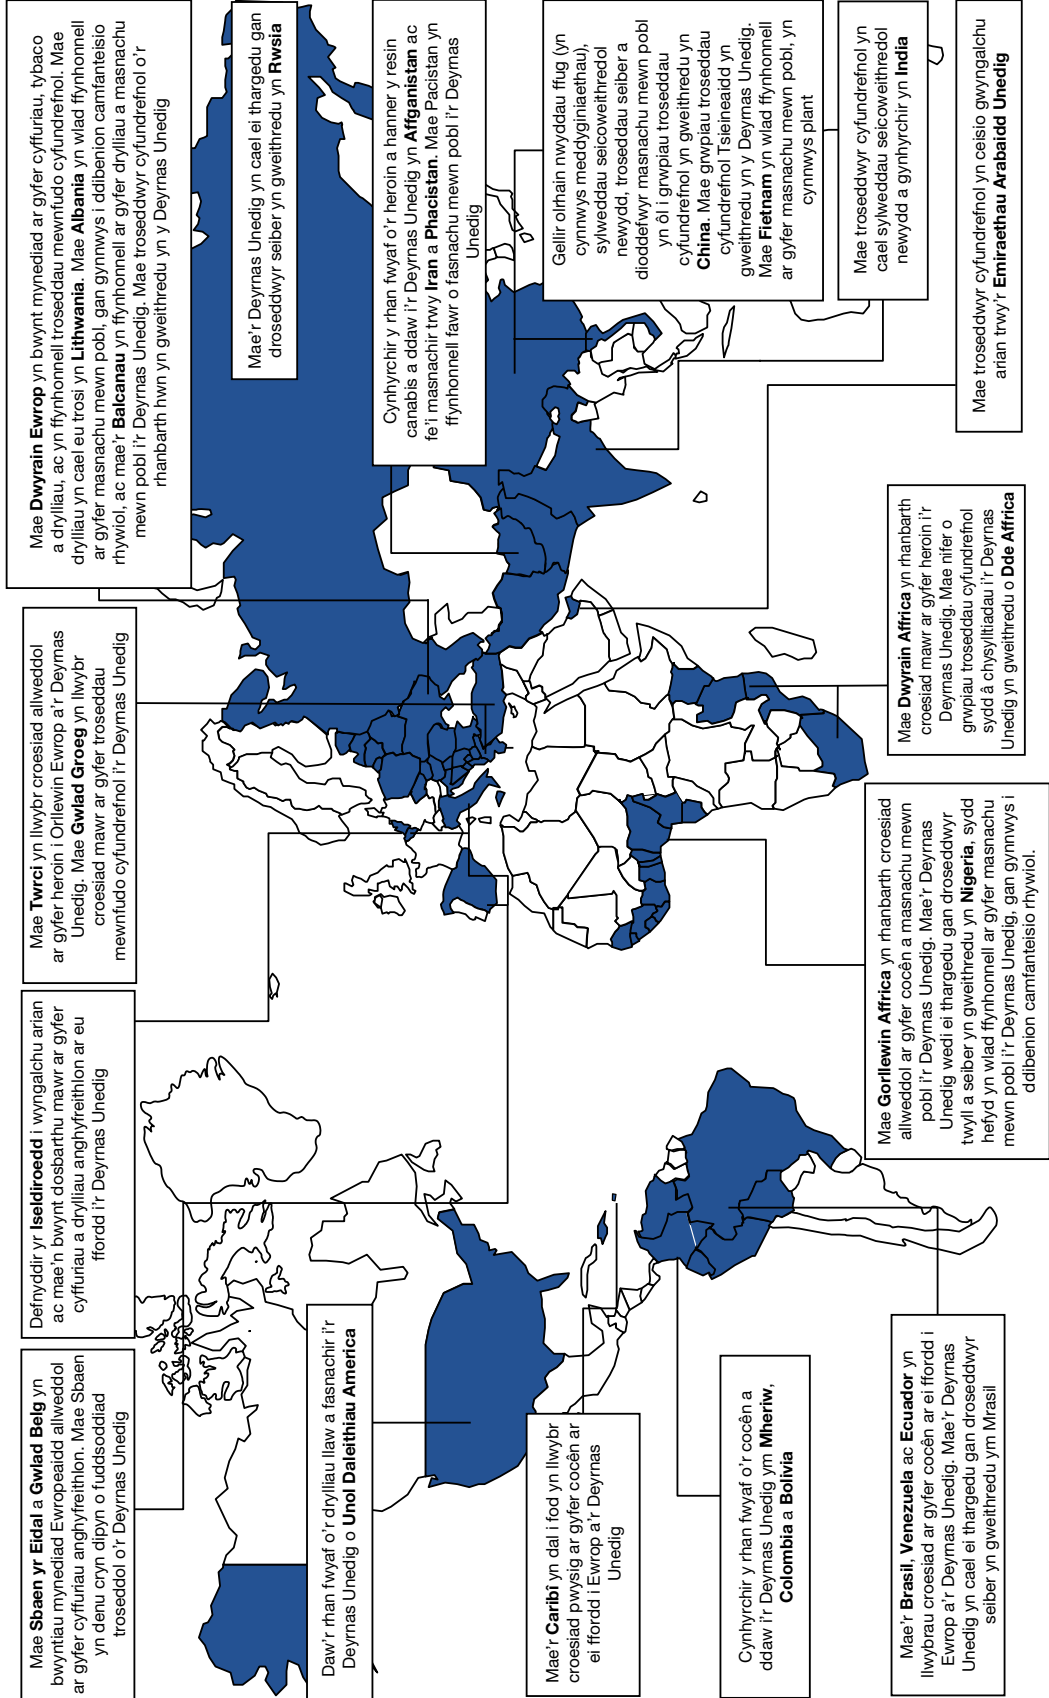 Mae Sbaen yr Eidal a Gwlad Belg yn
bwyntiau mynediad Ewropeaidd allweddol
ar gyfer cyffuriau anghyfreithlon. Mae Sbaen
yn denu cryn dipyn o fuddsoddiad
troseddol o'r Deyrnas Unedig
Defnyddir yr Iseldiroedd i wyngalchu arian
ac mae'n bwynt dosbarthu mawr ar gyfer
cyffuriau a drylliau anghyfreithlon ar eu
ffordd i'r Deyrnas Unedig
Mae Twrci yn llwybr croesiad allweddol
ar gyfer heroin i Orllewin Ewrop a'r Deyrnas
Unedig. Mae Gwlad Groeg yn llwybr
croesiad mawr ar gyfer troseddau
mewnfudo cyfundrefnol i'r Deyrnas Unedig
Mae Dwyrain Ewrop yn bwynt mynediad ar gyfer cyffuriau, tybaco
a drylliau, ac yn ffynhonnell troseddau mewnfudo cyfundrefnol. Mae
drylliau yn cael eu trosi yn Lithwania. Mae Albania yn wlad ffynhonnell
ar gyfer masnachu mewn pobl, gan gynnwys i ddibenion camfanteisio
rhywiol, ac mae'r Balcanau yn ffynhonnell ar gyfer drylliau a masnachu
mewn pobl i'r Deyrnas Unedig. Mae troseddwyr cyfundrefnol o'r
rhanbarth hwn yn gweithredu yn y Deyrnas Unedig
Mae'r Deyrnas Unedig yn cael ei thargedu gan
droseddwyr seiber yn gweithredu yn Rwsia
Daw'r rhan fwyaf o'r drylliau llaw a fasnachir i'r
Deyrnas Unedig o Unol Daleithiau America
Cynhyrchir y rhan fwyaf o'r heroin a hanner y resin
canabis a ddaw i'r Deyrnas Unedig yn Affganistan ac
fe'i masnachir trwy Iran a Phacistan. Mae Pacistan yn
ffynhonnell fawr o fasnachu mewn pobl i'r Deyrnas
Unedig
Mae'r Caribî yn dal i fod yn llwybr
croesiad pwysig ar gyfer cocên ar
ei ffordd i Ewrop a'r Deyrnas
Unedig
Gellir olrhain nwyddau ffug (yn
cynnwys meddyginiaethau),
sylweddau seicoweithredol
newydd, troseddau seiber a
dioddefwyr masnachu mewn pobl
yn ôl i grwpiau troseddau
cyfundrefnol yn gweithredu yn
China. Mae grwpiau troseddau
cyfundrefnol Tsieineaidd yn
gweithredu yn y Deyrnas Unedig.
Mae Fietnam yn wlad ffynhonnell
ar gyfer masnachu mewn pobl, yn
cynnwys plant
Cynhyrchir y rhan fwyaf o'r cocên a
ddaw i'r Deyrnas Unedig ym Mheriw,
Colombia a Bolivia
Mae troseddwyr cyfundrefnol yn
cael sylweddau seicoweithredol
newydd a gynhyrchir yn India
Mae'r Brasil, Venezuela ac Ecuador yn
llwybrau croesiad ar gyfer cocên ar ei ffordd i
Ewrop a'r Deyrnas Unedig. Mae'r Deyrnas
Unedig yn cael ei thargedu gan droseddwyr
seiber yn gweithredu ym Mrasil
Mae Gorllewin Affrica yn rhanbarth croesiad
allweddol ar gyfer cocên a masnachu mewn
pobl i'r Deyrnas Unedig. Mae'r Deyrnas
Unedig wedi ei thargedu gan droseddwyr
twyll a seiber yn gweithredu yn Nigeria, sydd
hefyd yn wlad ffynhonnell ar gyfer masnachu
mewn pobl i'r Deyrnas Unedig, gan gynnwys i
ddibenion camfanteisio rhywiol.
Mae Dwyrain Affrica yn rhanbarth
croesiad mawr ar gyfer heroin i'r
Deyrnas Unedig. Mae nifer o
grwpiau troseddau cyfundrefnol
sydd â chysylltiadau i'r Deyrnas
Unedig yn gweithredu o Dde Affrica
Mae troseddwyr cyfundrefnol yn ceisio gwyngalchu
arian trwy'r Emiraethau Arabaidd Unedig